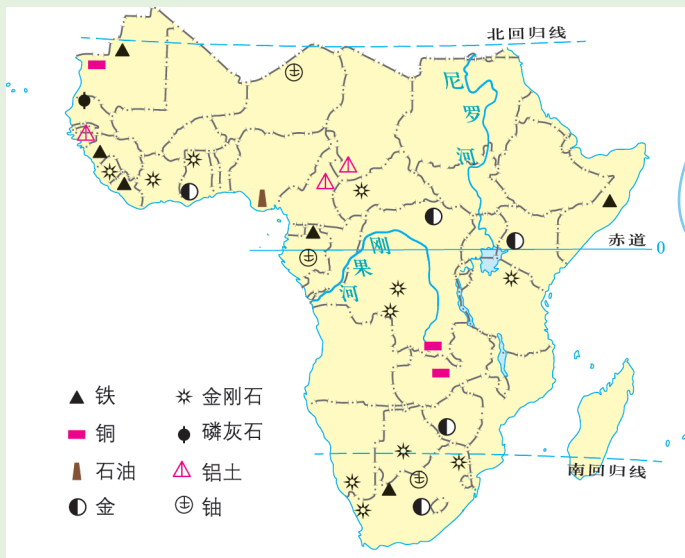 北回归线
尼罗河
赤道 0
刚果河
铁 金刚石
铜 磷灰石
石油 铝土
金 铀
南回归线